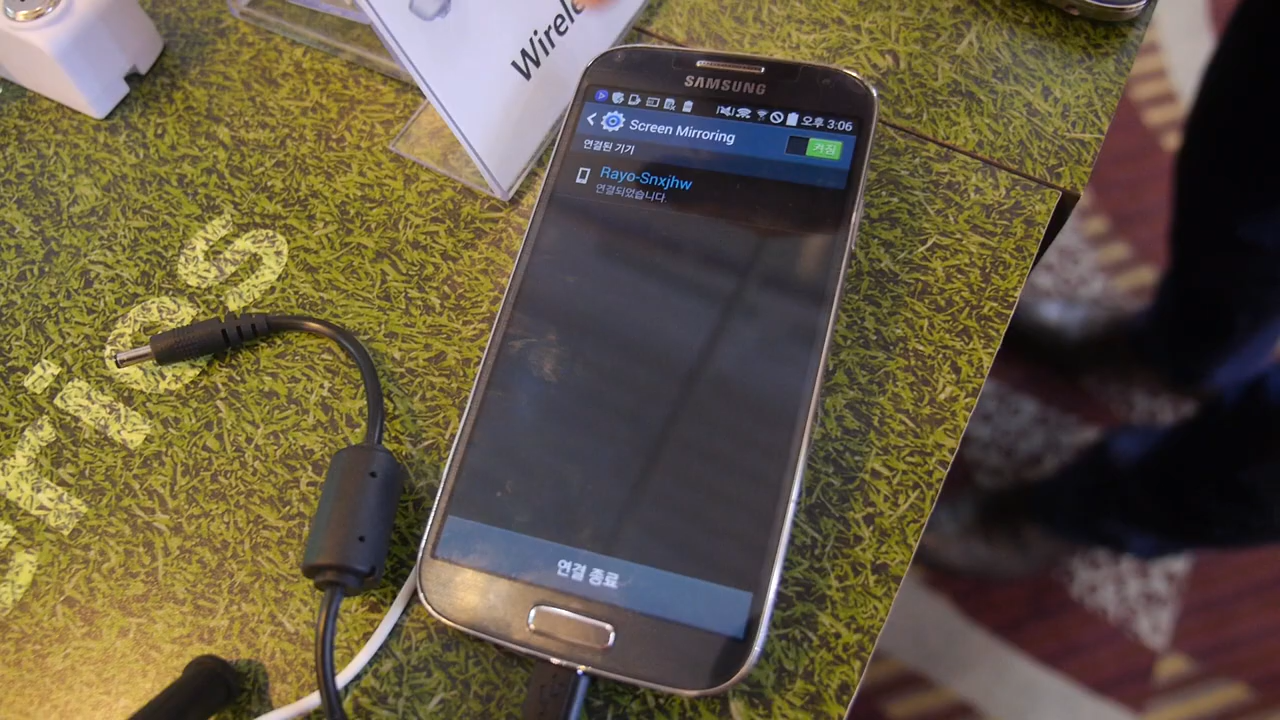 SAMSUNG
오후 3:06
Screen Mirroring
켜짐
연결된 기기
Rayo-Snxjhw
연결되었습니다.
연결 종료